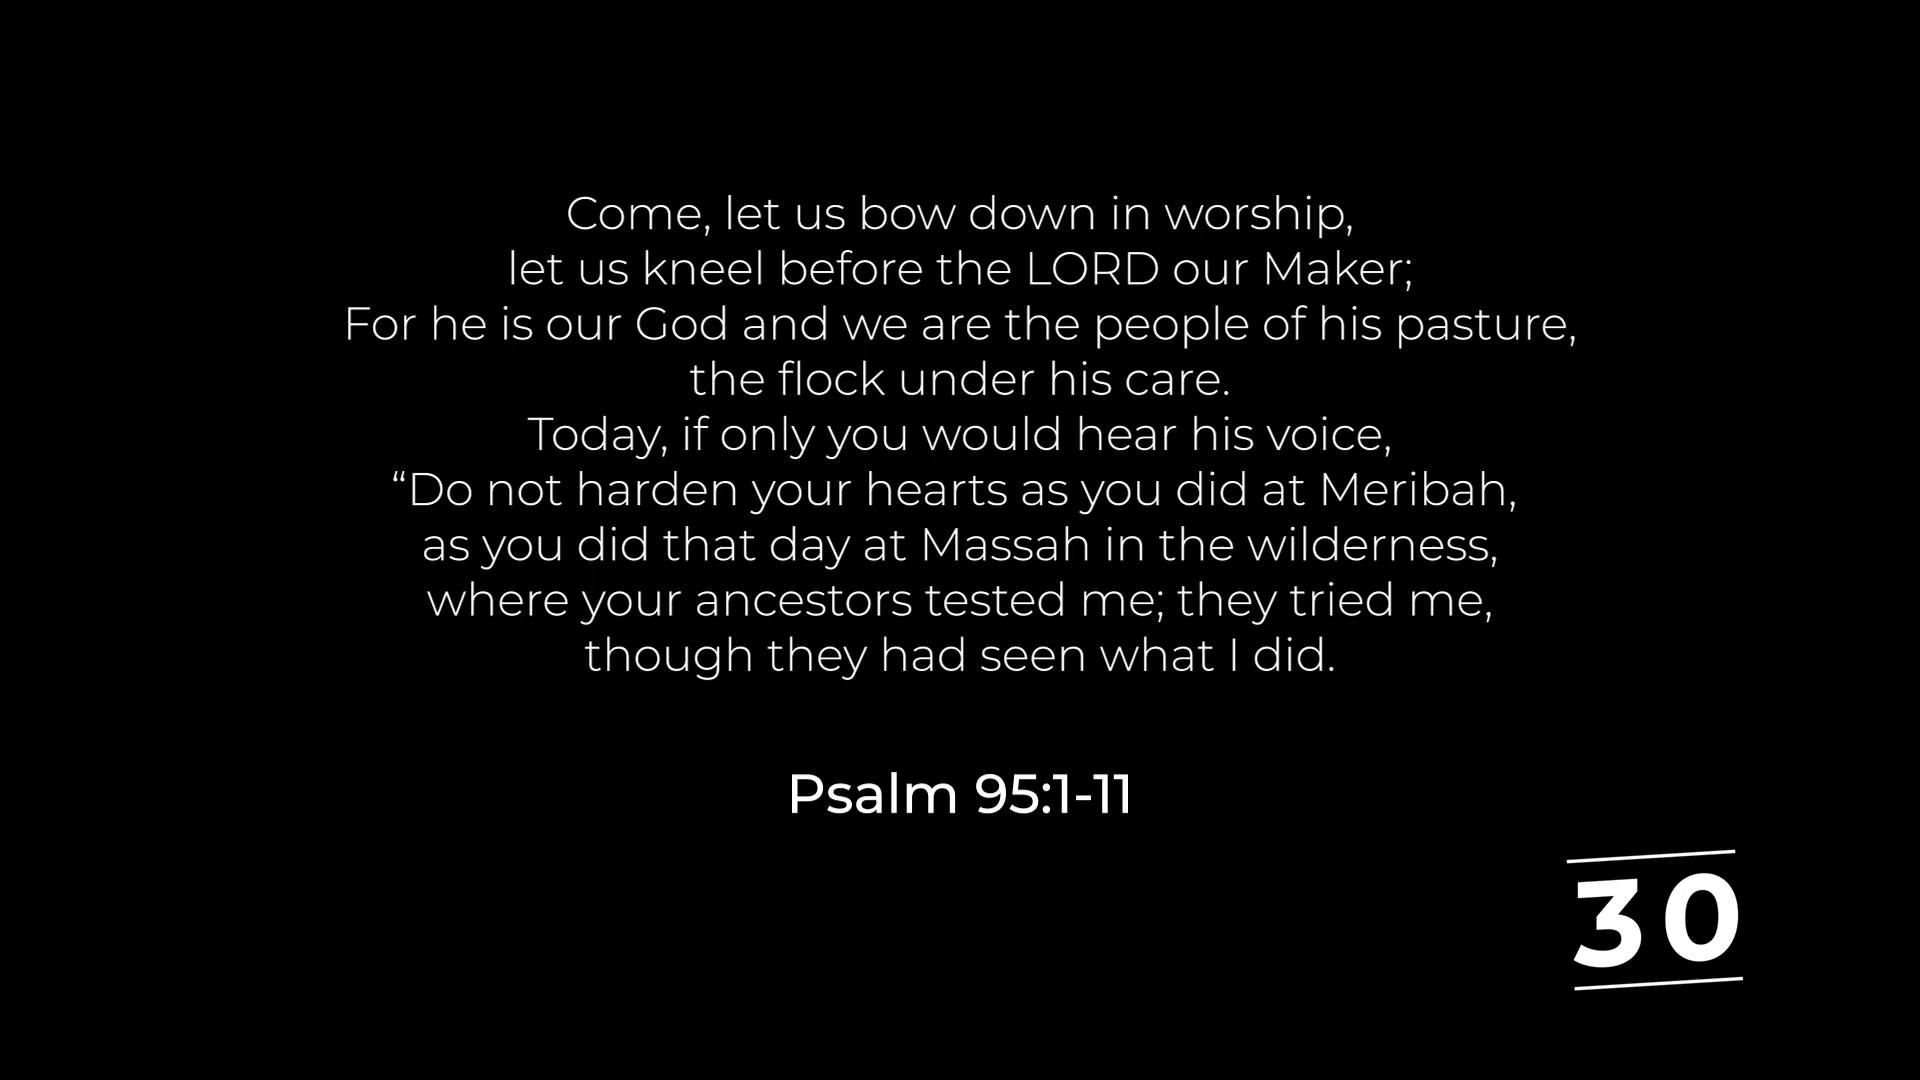 Come, let us bow down in worship,
let us kneel before the LORD our Maker;
For he is our God and we are the people of his pasture,
the flock under his care.
Today, if only you would hear his voice,
“Do not harden your hearts as you did at Meribah,
as you did that day at Massah in the wilderness,
where your ancestors tested me; they tried me,
though they had seen what I did.
Psalm 95:1-11
30